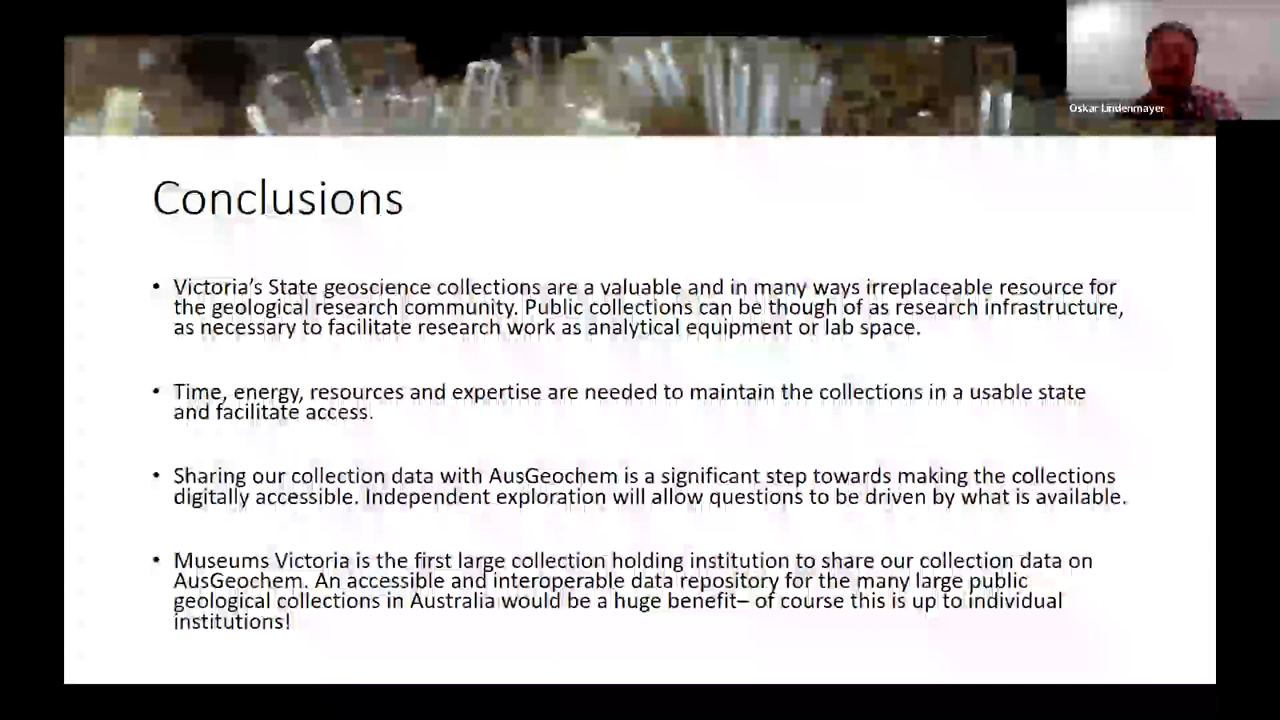 Oskar Lindenmayer
Conclusions
• Victoria's State geoscience collections are a valuable and in many ways irreplaceable resource for
the geological research community. Public collections can be though of as research infrastructure,
as necessary to facilitate research work as analytical equipment or lab space.
• Time, energy, resources and expertise are needed to maintain the collections in a usable state
and facilitate access.
• Sharing our collection data with AusGeochem is a significant step towards making the collections
digitally accessible. Independent exploration will allow questions to be driven by what is available.
• Museums Victoria is the first large collection holding institution to share our collection data on
AusGeochem. An accessible and interoperable data repository for the many large public
geological collections in Australia would be a huge benefit– of course this is up to individual
institutions!